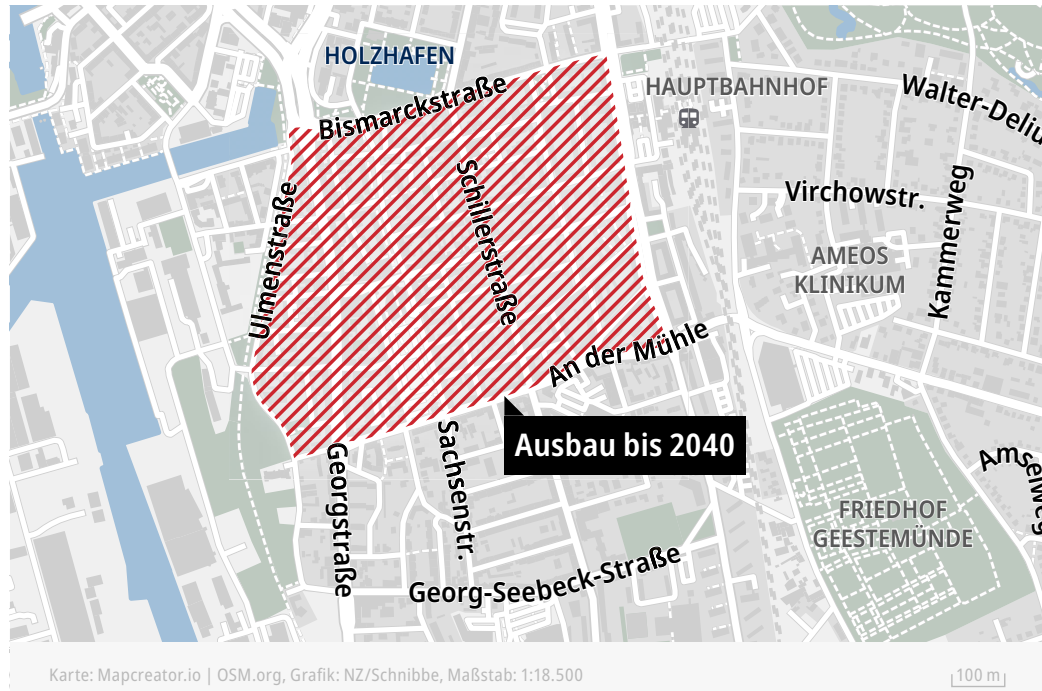 HOLZHAFEN
HAUPTBAHNHOF
Bismarckstraße
Walter-Deliu
Schillerstraße
Virchowstr.
Kammerweg
Ulmenstraße
AMEOS
KLINIKUM
An der Mühle
Ausbau bis 2040
Georgstraße
Sachsenstr.
Amselweg
FRIEDHOF
GEESTEMÜNDE
Georg-Seebeck-Straße
Karte: Mapcreator.io | OSM.org, Grafik: NZ/Schnibbe, Maßstab: 1:18.500
100 m